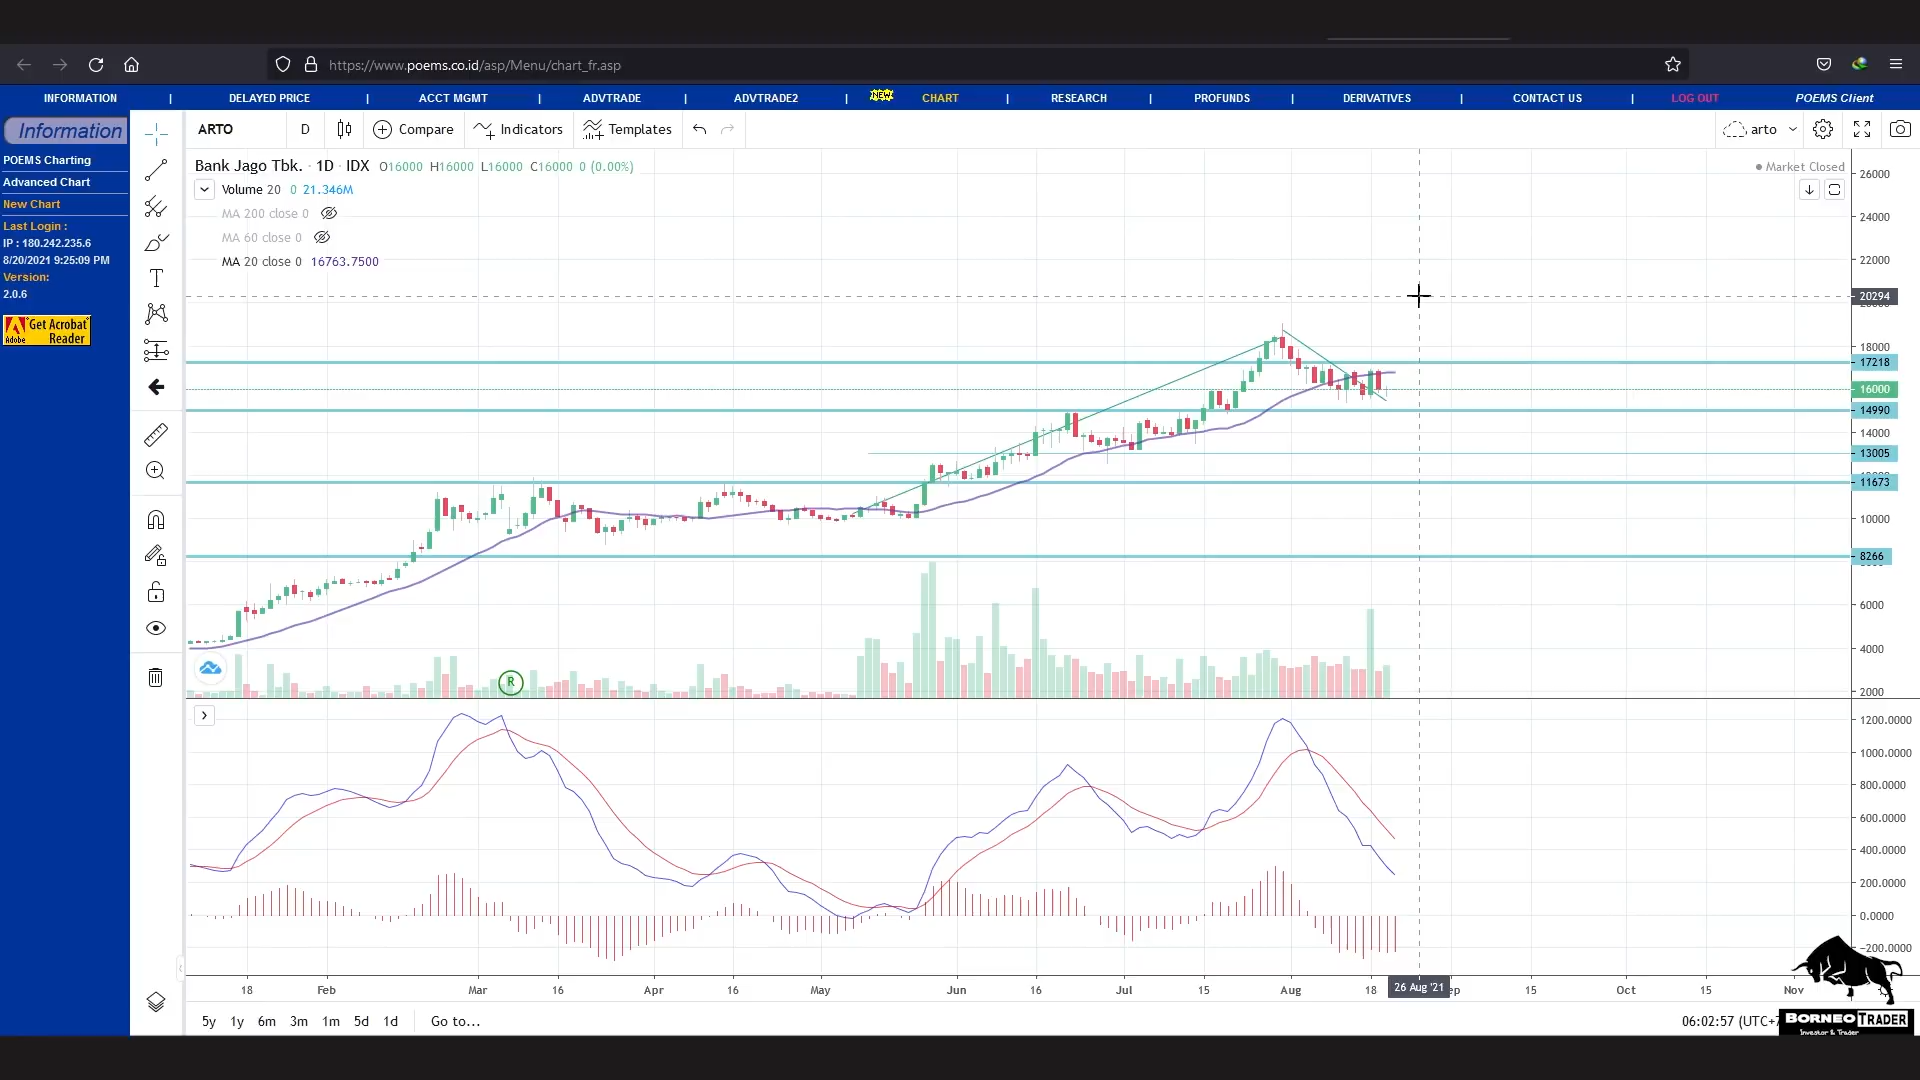 https://www.poems.co.id/asp/Menu/chart_fr.asp
INFORMATION | DELAYED PRICE | ACCT MGMT | ADVTRADE | ADVTRADE2 | NEW! CHART | RESEARCH | PROFUNDS | DERIVATIVES | CONTACT US | LOG OUT POEMS Client
Information
POEMS Charting
Advanced Chart
New Chart
Last Login :
IP : 180.242.235.6
8/20/2021 9:25:09 PM
Version:
2.0.6
Get Acrobat
Adobe Reader
ARTO D Compare Indicators Templates arto
Bank Jago Tbk. · 1D · IDX O16000 H16000 L16000 C16000 0 (0.00%)
Market Closed
Volume 20 0 21.346M
MA 200 close 0
MA 60 close 0
MA 20 close 0 16763.7500
26000
24000
22000
20294
18000
17218
16000
14990
14000
13005
11673
10000
8266
6000
4000
2000
R
1200.0000
1000.0000
800.0000
600.0000
400.0000
200.0000
0.0000
−200.0000
18 Feb Mar 16 Apr 16 May Jun 16 Jul 15 Aug 18 26 Aug '21 ep 15 Oct 15 Nov
5y 1y 6m 3m 1m 5d 1d Go to...
06:02:57 (UTC+7
BORNEO TRADER
Investor & Trader